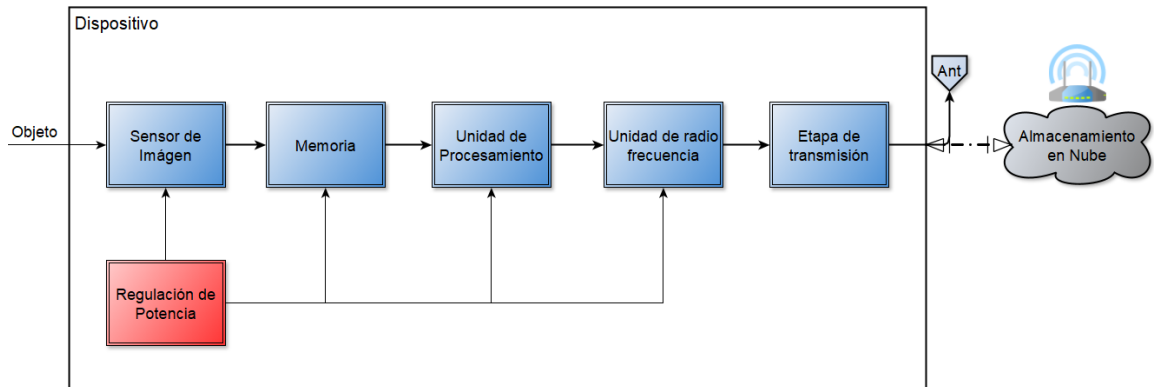 Dispositivo
Objeto
Sensor de
Imágen
Memoria
Unidad de
Procesamiento
Unidad de radio
frecuencia
Etapa de
transmisión
Ant
Almacenamiento
en Nube
Regulación de
Potencia